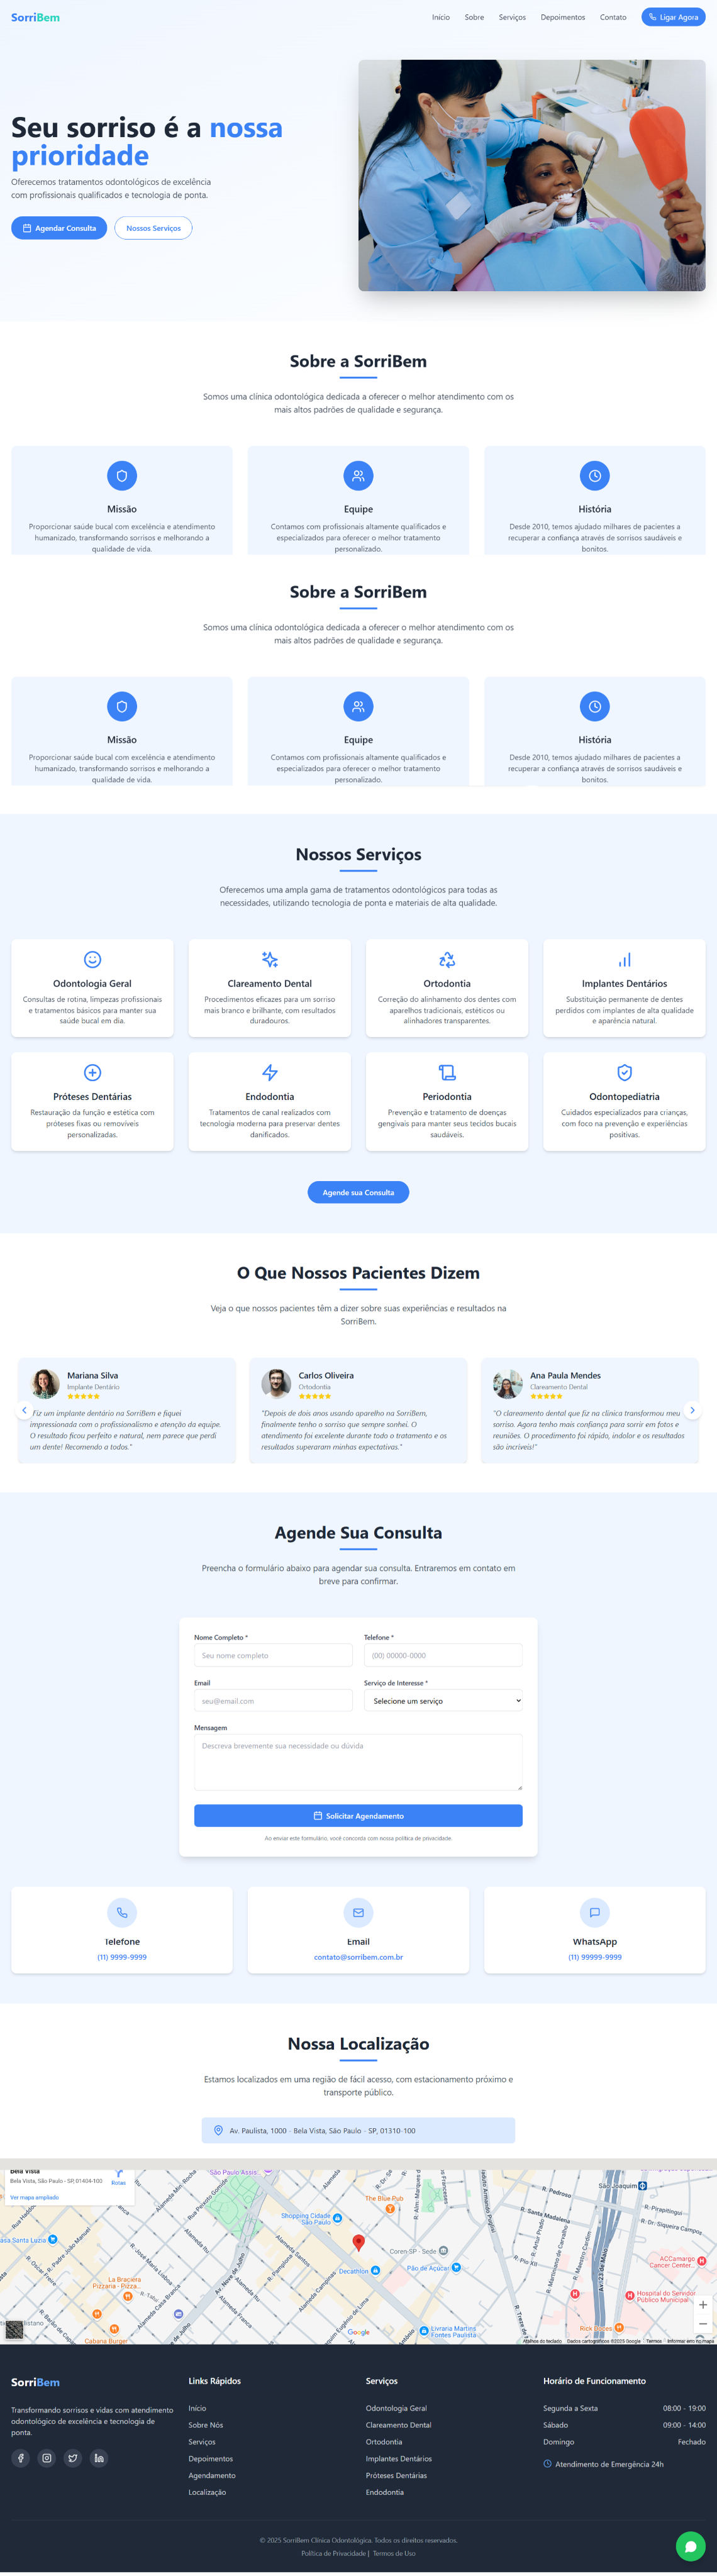 SorriBem
Início Sobre Serviços Depoimentos Contato Ligar Agora
Seu sorriso é a nossa
prioridade
Oferecemos tratamentos odontológicos de excelência
com profissionais qualificados e tecnologia de ponta.
Agendar Consulta Nossos Serviços
Sobre a SorriBem
Somos uma clínica odontológica dedicada a oferecer o melhor atendimento com os
mais altos padrões de qualidade e segurança.
Missão
Proporcionar saúde bucal com excelência e atendimento
humanizado, transformando sorrisos e melhorando a
qualidade de vida.
Equipe
Contamos com profissionais altamente qualificados e
especializados para oferecer o melhor tratamento
personalizado.
História
Desde 2010, temos ajudado milhares de pacientes a
recuperar a confiança através de sorrisos saudáveis e
bonitos.
Sobre a SorriBem
Somos uma clínica odontológica dedicada a oferecer o melhor atendimento com os
mais altos padrões de qualidade e segurança.
Missão
Proporcionar saúde bucal com excelência e atendimento
humanizado, transformando sorrisos e melhorando a
qualidade de vida.
Equipe
Contamos com profissionais altamente qualificados e
especializados para oferecer o melhor tratamento
personalizado.
História
Desde 2010, temos ajudado milhares de pacientes a
recuperar a confiança através de sorrisos saudáveis e
bonitos.
Nossos Serviços
Oferecemos uma ampla gama de tratamentos odontológicos para todas as
necessidades, utilizando tecnologia de ponta e materiais de alta qualidade.
Odontologia Geral
Consultas de rotina, limpezas profissionais
e tratamentos básicos para manter sua
saúde bucal em dia.
Clareamento Dental
Procedimentos eficazes para um sorriso
mais branco e brilhante, com resultados
duradouros.
Ortodontia
Correção do alinhamento dos dentes com
aparelhos tradicionais, estéticos ou
alinhadores transparentes.
Implantes Dentários
Substituição permanente de dentes
perdidos com implantes de alta qualidade
e aparência natural.
Próteses Dentárias
Restauração da função e estética com
próteses fixas ou removíveis
personalizadas.
Endodontia
Tratamentos de canal realizados com
tecnologia moderna para preservar dentes
danificados.
Periodontia
Prevenção e tratamento de doenças
gengivais para manter seus tecidos bucais
saudáveis.
Odontopediatria
Cuidados especializados para crianças,
com foco na prevenção e experiências
positivas.
Agende sua Consulta
O Que Nossos Pacientes Dizem
Veja o que nossos pacientes têm a dizer sobre suas experiências e resultados na
SorriBem.
Mariana Silva
Implante Dentário
"Fiz um implante dentário na SorriBem e fiquei
impressionada com o profissionalismo e atenção da equipe.
O resultado ficou perfeito e natural, nem parece que perdi
um dente! Recomendo a todos."
Carlos Oliveira
Ortodontia
"Depois de dois anos usando aparelho na SorriBem,
finalmente tenho o sorriso que sempre sonhei. O
atendimento foi excelente durante todo o tratamento e os
resultados superaram minhas expectativas."
Ana Paula Mendes
Clareamento Dental
"O clareamento dental que fiz na clínica transformou meu
sorriso. Agora tenho mais confiança para sorrir em fotos e
reuniões. O procedimento foi rápido, indolor e os resultados
são incríveis!"
Agende Sua Consulta
Preencha o formulário abaixo para agendar sua consulta. Entraremos em contato em
breve para confirmar.
Nome Completo * Telefone *
Seu nome completo (00) 00000-0000
Email Serviço de Interesse *
seu@email.com Selecione um serviço
Mensagem
Descreva brevemente sua necessidade ou dúvida
Solicitar Agendamento
Ao enviar este formulário, você concorda com nossa política de privacidade.
Telefone
(11) 9999-9999
Email
contato@sorribem.com.br
WhatsApp
(11) 99999-9999
Nossa Localização
Estamos localizados em uma região de fácil acesso, com estacionamento próximo e
transporte público.
Av. Paulista, 1000 - Bela Vista, São Paulo - SP, 01310-100
Bela Vista
Bela Vista, São Paulo - SP, 01404-100
Rotas
Ver mapa ampliado
São Paulo Assis.
The Blue Pub
Shopping Cidade
São Paulo
Coren-SP - Sede
Decathlon
Pão de Açúcar
São Joaquim
R. Pedroso
R. Pirapitingui
R. Dr. Siqueira Campos
R. Santa Madalena
ACCamargo
Cancer Center...
Hospital do Servidor
Público Municipal
asa Santa Luzia
La Braciera
Pizzaria - Pizza...
Cabana Burger
Livraria Martins
Fontes Paulista
Google
Atalhos do teclado Dados cartográficos ©2025 Google Termos Informar erro no mapa
SorriBem
Transformando sorrisos e vidas com atendimento
odontológico de excelência e tecnologia de
ponta.
Links Rápidos
Início
Sobre Nós
Serviços
Depoimentos
Agendamento
Localização
Serviços
Odontologia Geral
Clareamento Dental
Ortodontia
Implantes Dentários
Próteses Dentárias
Endodontia
Horário de Funcionamento
Segunda a Sexta 08:00 - 19:00
Sábado 09:00 - 14:00
Domingo Fechado
Atendimento de Emergência 24h
© 2025 SorriBem Clínica Odontológica. Todos os direitos reservados.
Política de Privacidade | Termos de Uso